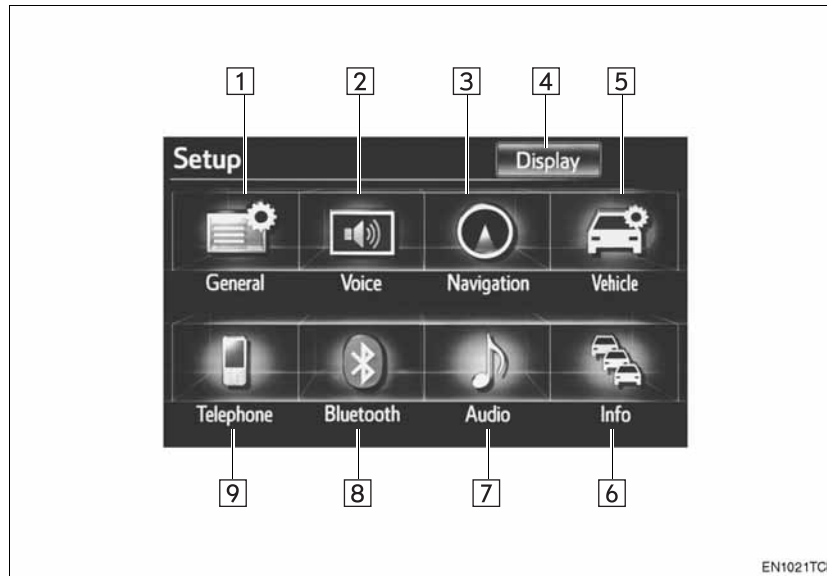 1 2 3 4 5
Setup Display
General Voice Navigation Vehicle
Telephone Bluetooth Audio Info
9 8 7 6
EN1021TC